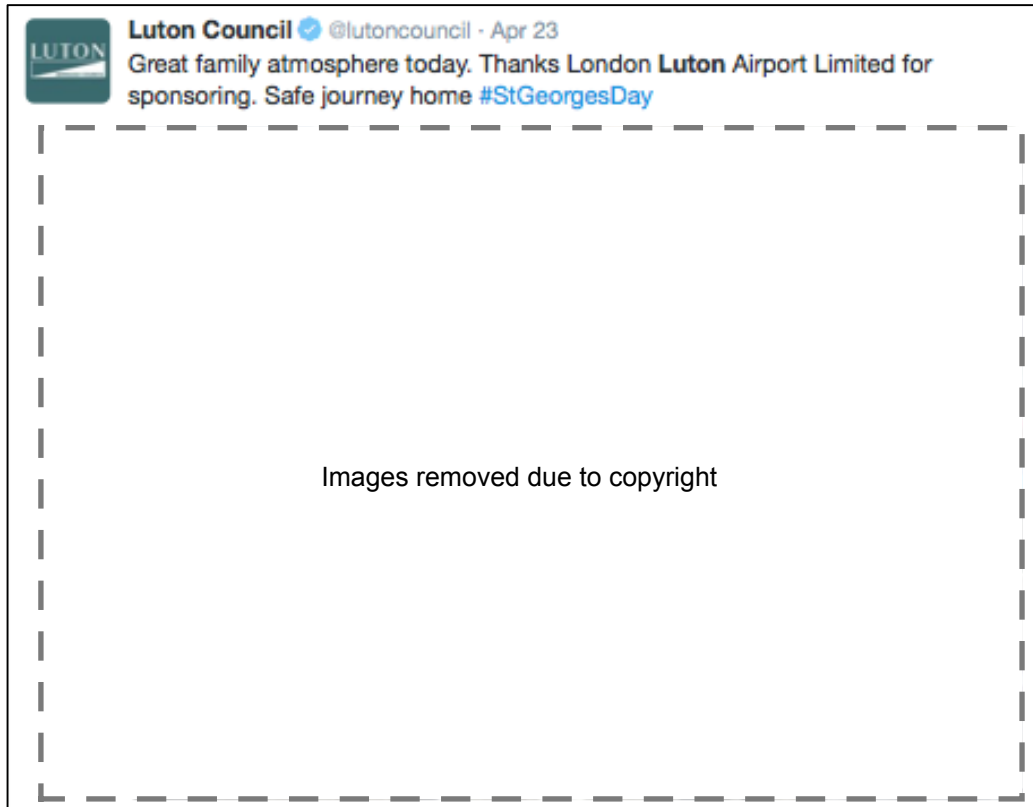 LUTON
Luton Council @lutoncouncil · Apr 23
Great family atmosphere today. Thanks London Luton Airport Limited for
sponsoring. Safe journey home #StGeorgesDay
Images removed due to copyright